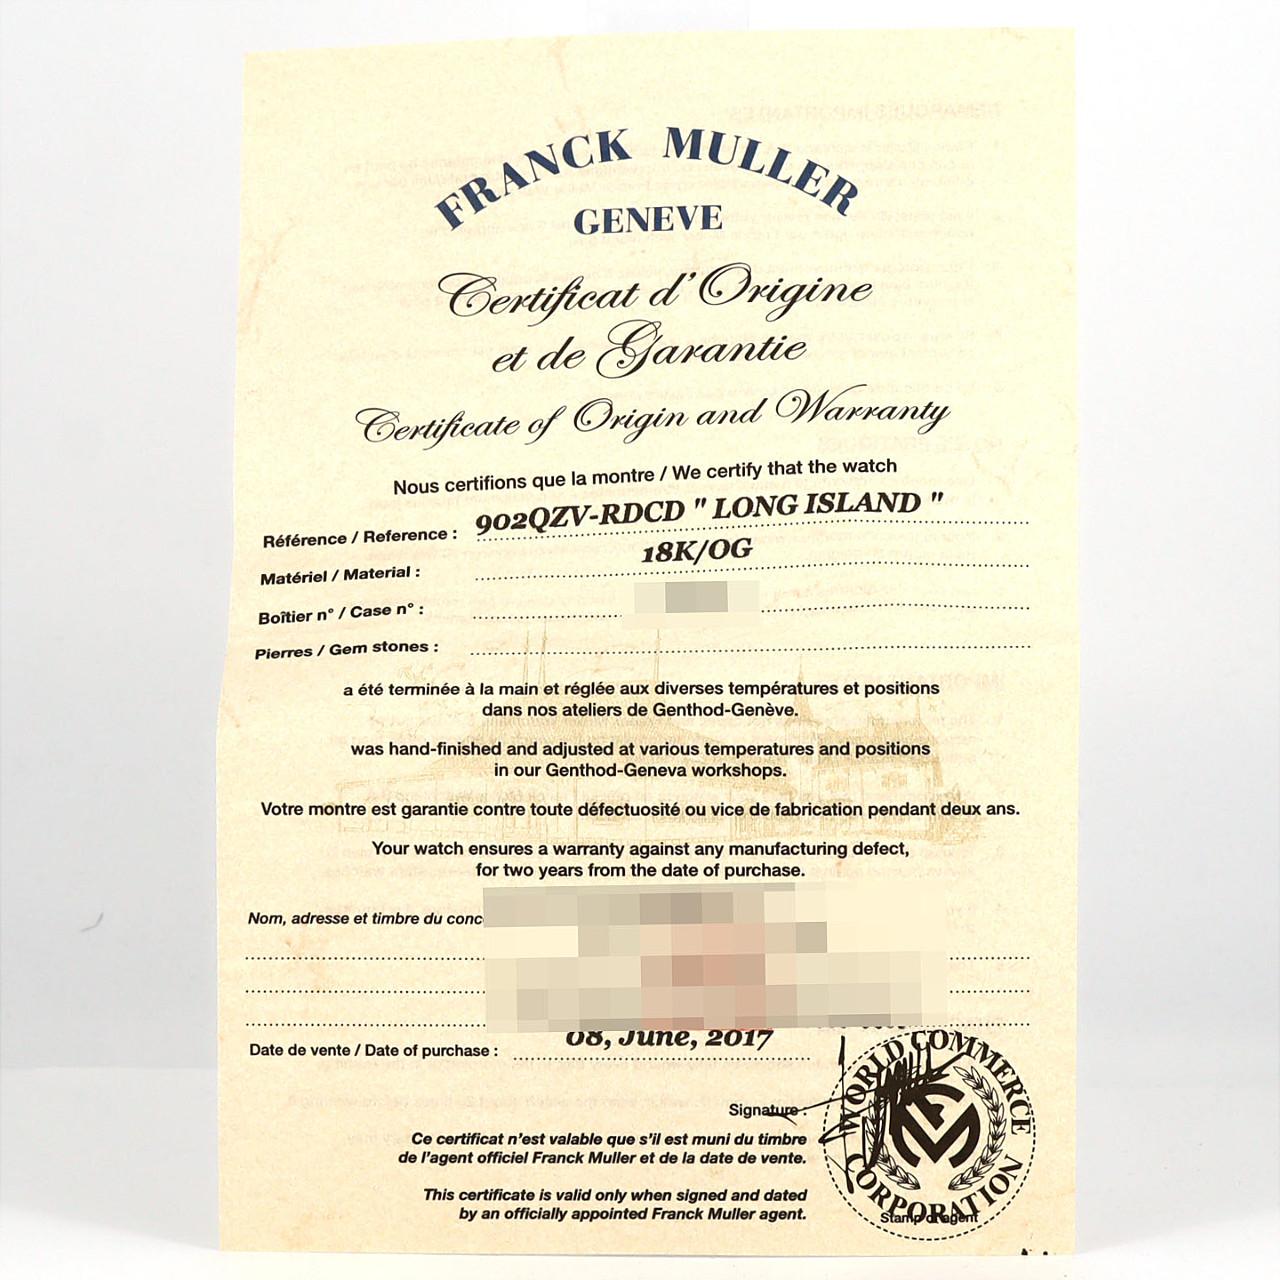 FRANCK MULLER
GENEVE
Certificat d'Origine
et de Garantie
Certificate of Origin and Warranty
Nous certifions que la montre / We certify that the watch
Référence / Reference : 902QZV-RDCD " LONG ISLAND "
Matériel / Material : 18K/OG
Boîtier n° / Case n° :
Pierres / Gem stones :
a été terminée à la main et réglée aux diverses températures et positions
dans nos ateliers de Genthod-Genève.
was hand-finished and adjusted at various temperatures and positions
in our Genthod-Geneva workshops.
Votre montre est garantie contre toute défectuosité ou vice de fabrication pendant deux ans.
Your watch ensures a warranty against any manufacturing defect,
for two years from the date of purchase.
Nom, adresse et timbre du conc
Date de vente / Date of purchase : 08, June, 2017
WORLD COMMERCE
CORPORATION
Signature :
Ce certificat n'est valable que s'il est muni du timbre
de l'agent officiel Franck Muller et de la date de vente.
This certificate is valid only when signed and dated
by an officially appointed Franck Muller agent.
Stamp of agent